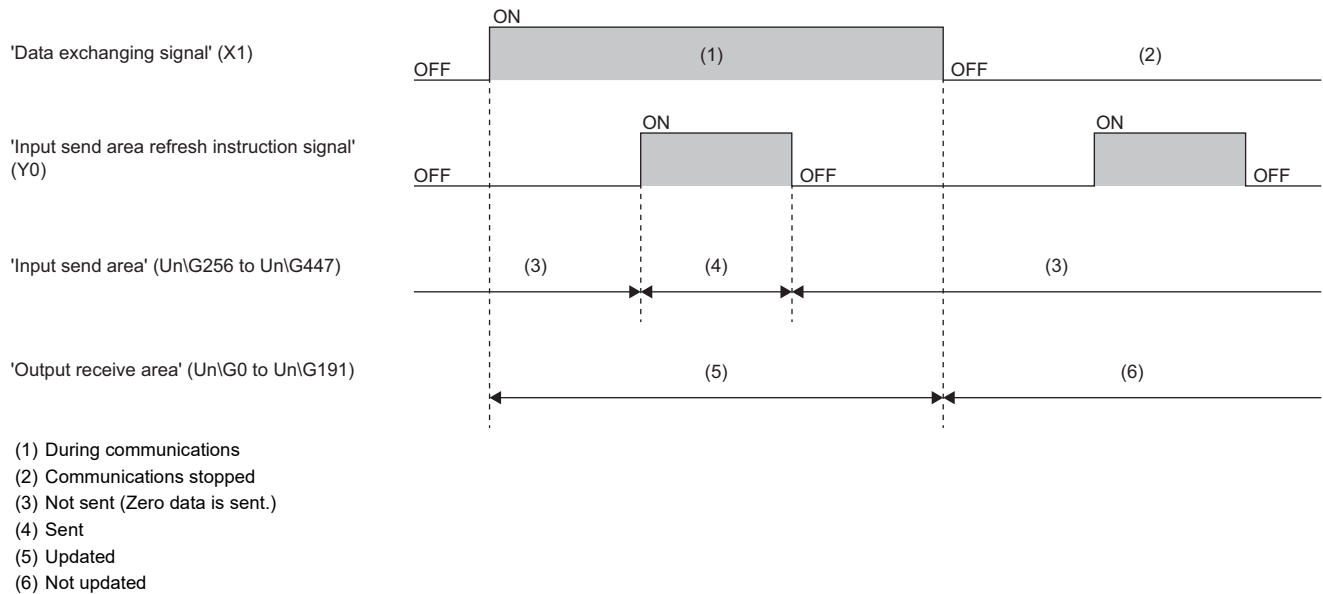 ON
'Data exchanging signal' (X1)
(1)
(2)
OFF
OFF
ON
ON
'Input send area refresh instruction signal'
(Y0)
OFF
OFF
OFF
'Input send area' (Un\G256 to Un\G447)
(3)
(4)
(3)
'Output receive area' (Un\G0 to Un\G191)
(5)
(6)
(1) During communications
(2) Communications stopped
(3) Not sent (Zero data is sent.)
(4) Sent
(5) Updated
(6) Not updated